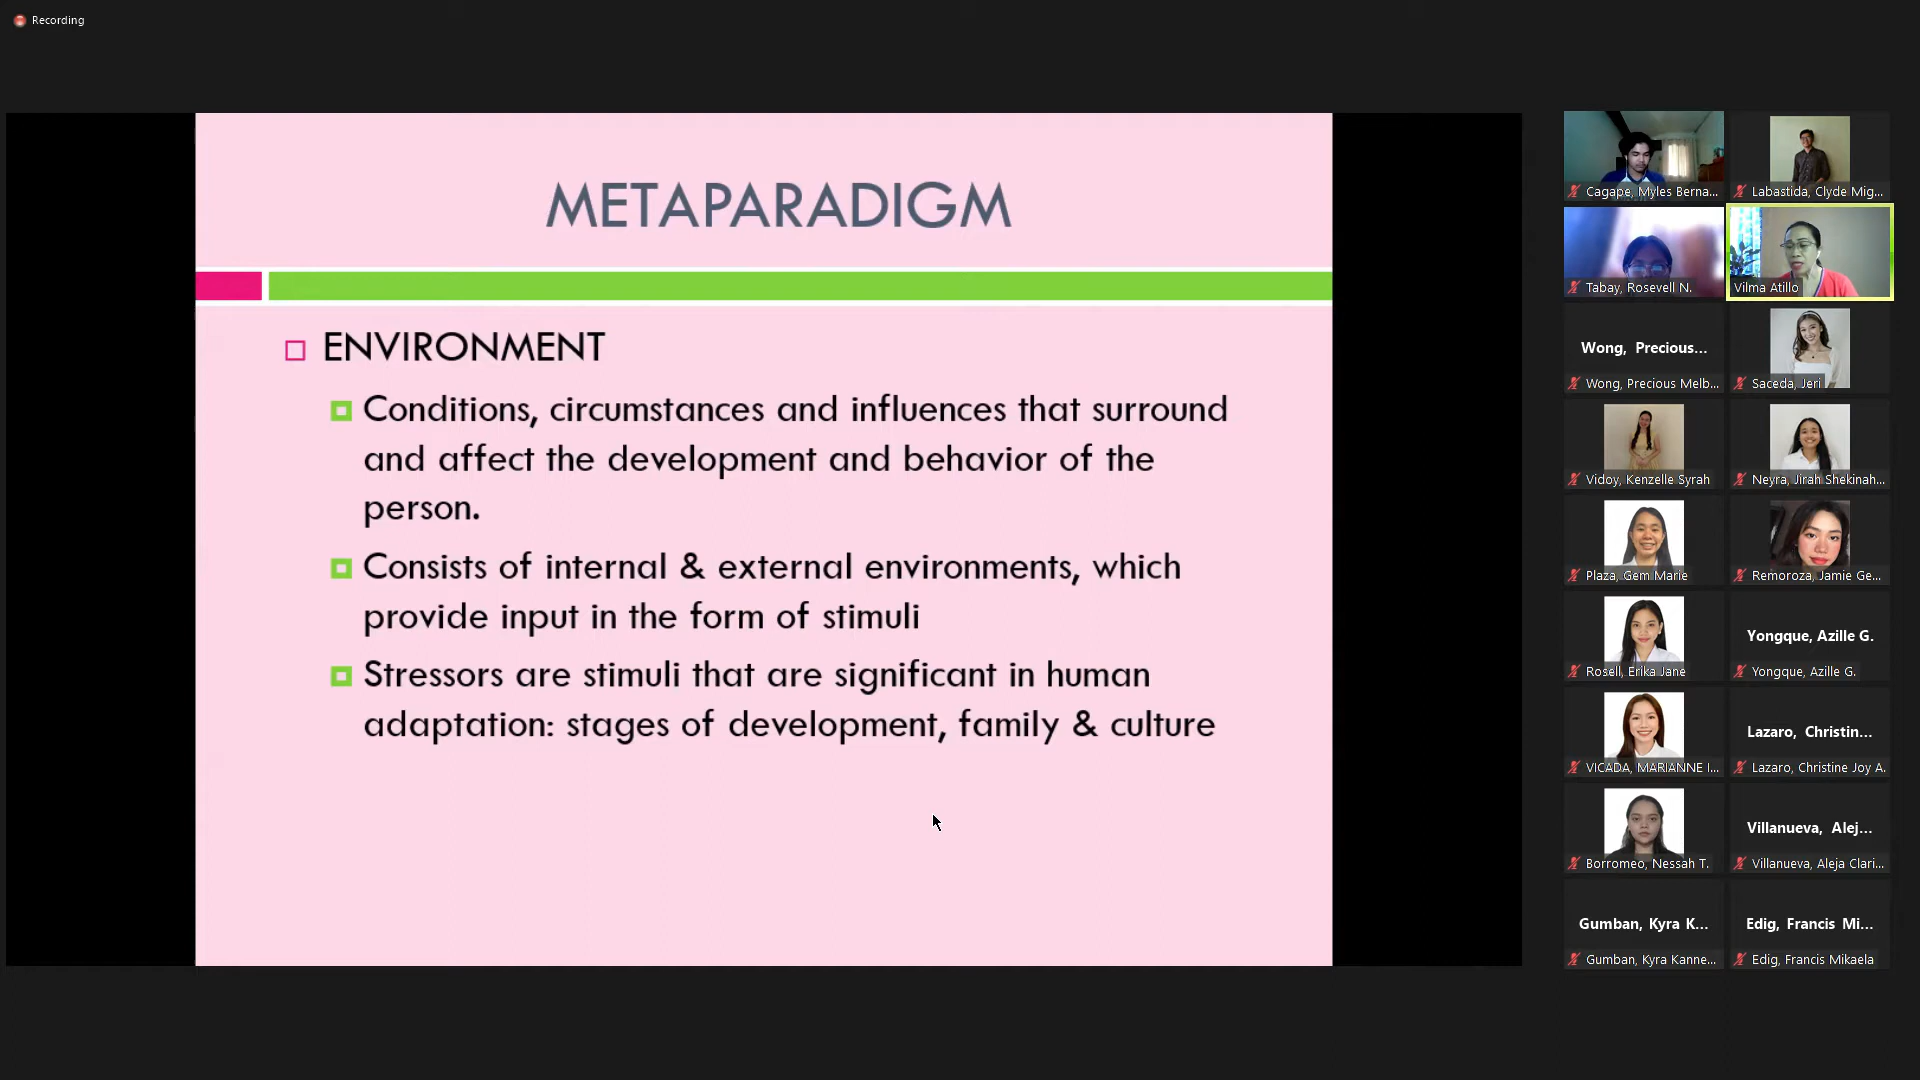 Recording
METAPARADIGM
ENVIRONMENT
Conditions, circumstances and influences that surround
and affect the development and behavior of the
person.
Consists of internal & external environments, which
provide input in the form of stimuli
Stressors are stimuli that are significant in human
adaptation: stages of development, family & culture
Cagape, Myles Berna...
Labastida, Clyde Mig...
Tabay, Rosevell N.
Vilma Atillo
Wong, Precious...
Wong, Precious Melb...
Saceda, Jeri
Vidoy, Kenzelle Syrah
Neyra, Jirah Shekinah...
Plaza, Gem Marie
Remoroza, Jamie Ge...
Rosell, Erika Jane
Yongque, Azille G.
Yongque, Azille G.
VICADA, MARIANNE I...
Lazaro, Christin...
Lazaro, Christine Joy A.
Borromeo, Nessah T.
Villanueva, Alej...
Villanueva, Aleja Clari...
Gumban, Kyra K...
Gumban, Kyra Kanne...
Edig, Francis Mi...
Edig, Francis Mikaela